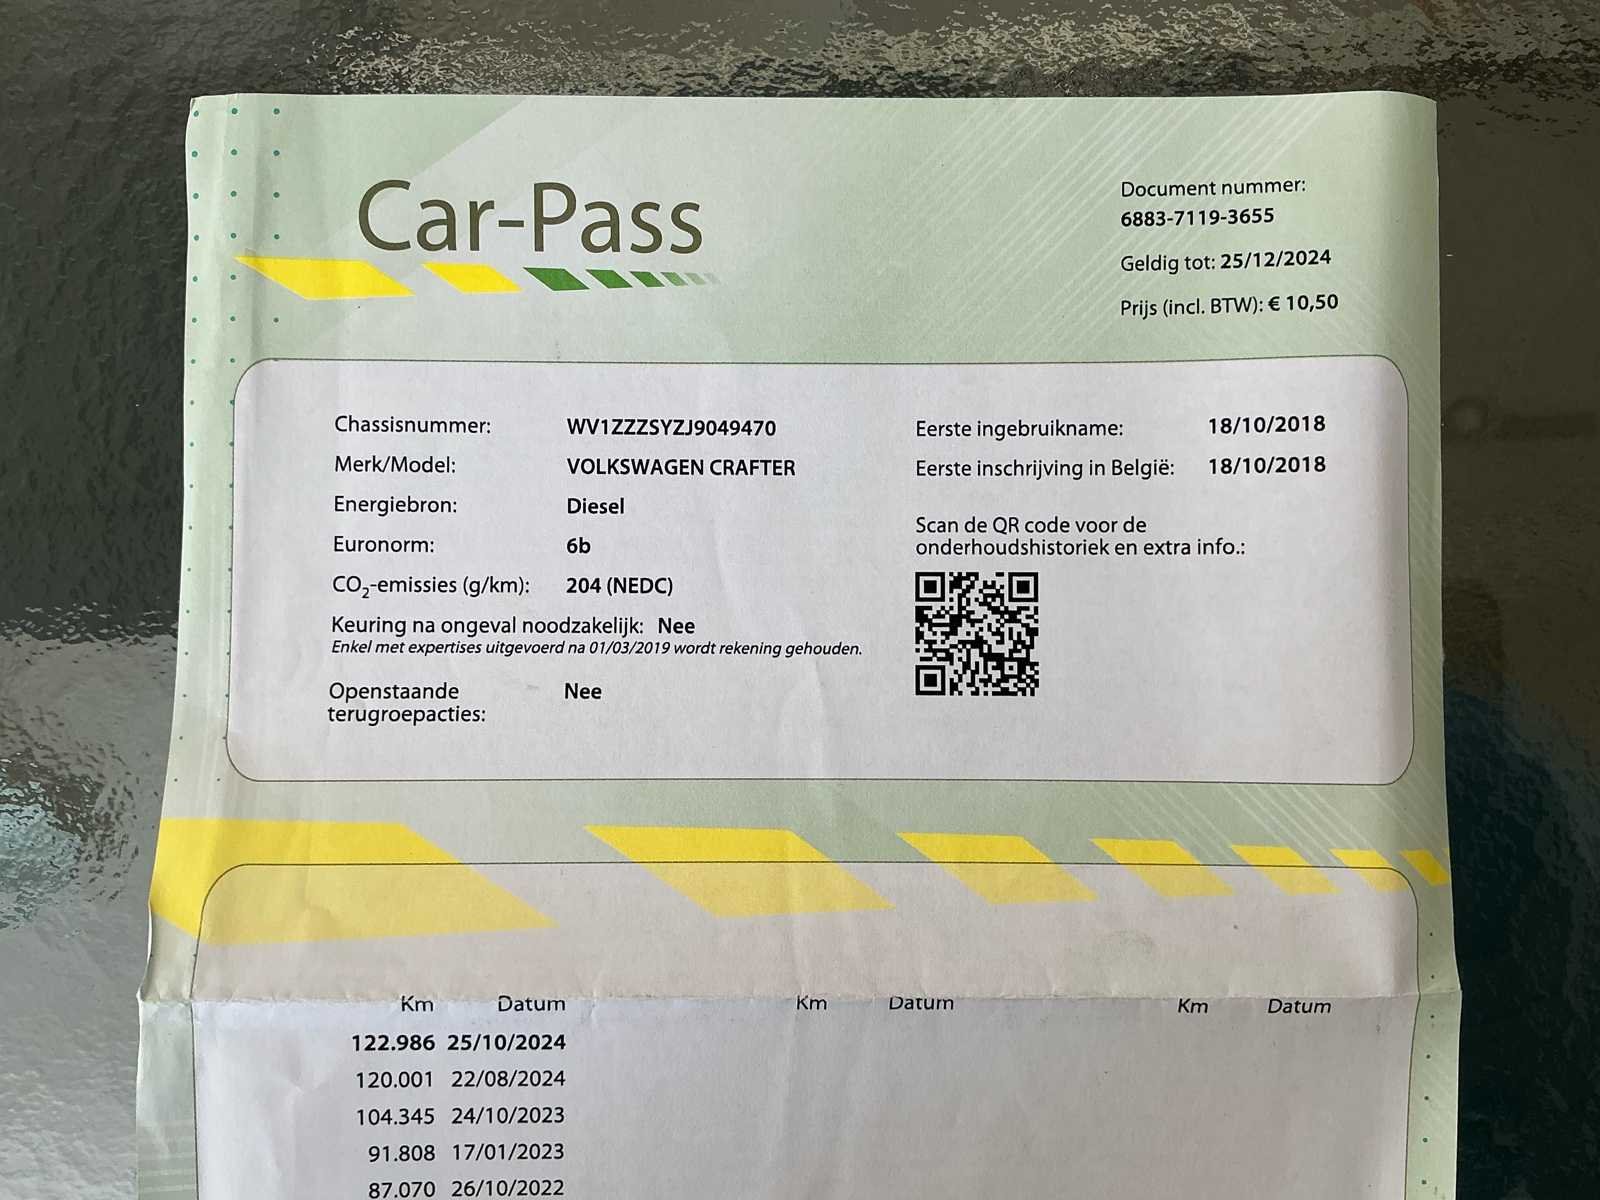 Car-Pass
Document nummer:
6883-7119-3655
Geldig tot: 25/12/2024
Prijs (incl. BTW): € 10,50
Chassisnummer: WV1ZZZSYZJ9049470
Merk/Model: VOLKSWAGEN CRAFTER
Energiebron: Diesel
Euronorm: 6b
CO₂-emissies (g/km): 204 (NEDC)
Keuring na ongeval noodzakelijk: Nee
Enkel met expertises uitgevoerd na 01/03/2019 wordt rekening gehouden.
Openstaande Nee
terugroepacties:
Eerste ingebruikname: 18/10/2018
Eerste inschrijving in België: 18/10/2018
Scan de QR code voor de
onderhoudshistoriek en extra info.:
Km Datum Km Datum Km Datum
122.986 25/10/2024
120.001 22/08/2024
104.345 24/10/2023
91.808 17/01/2023
87.070 26/10/2022